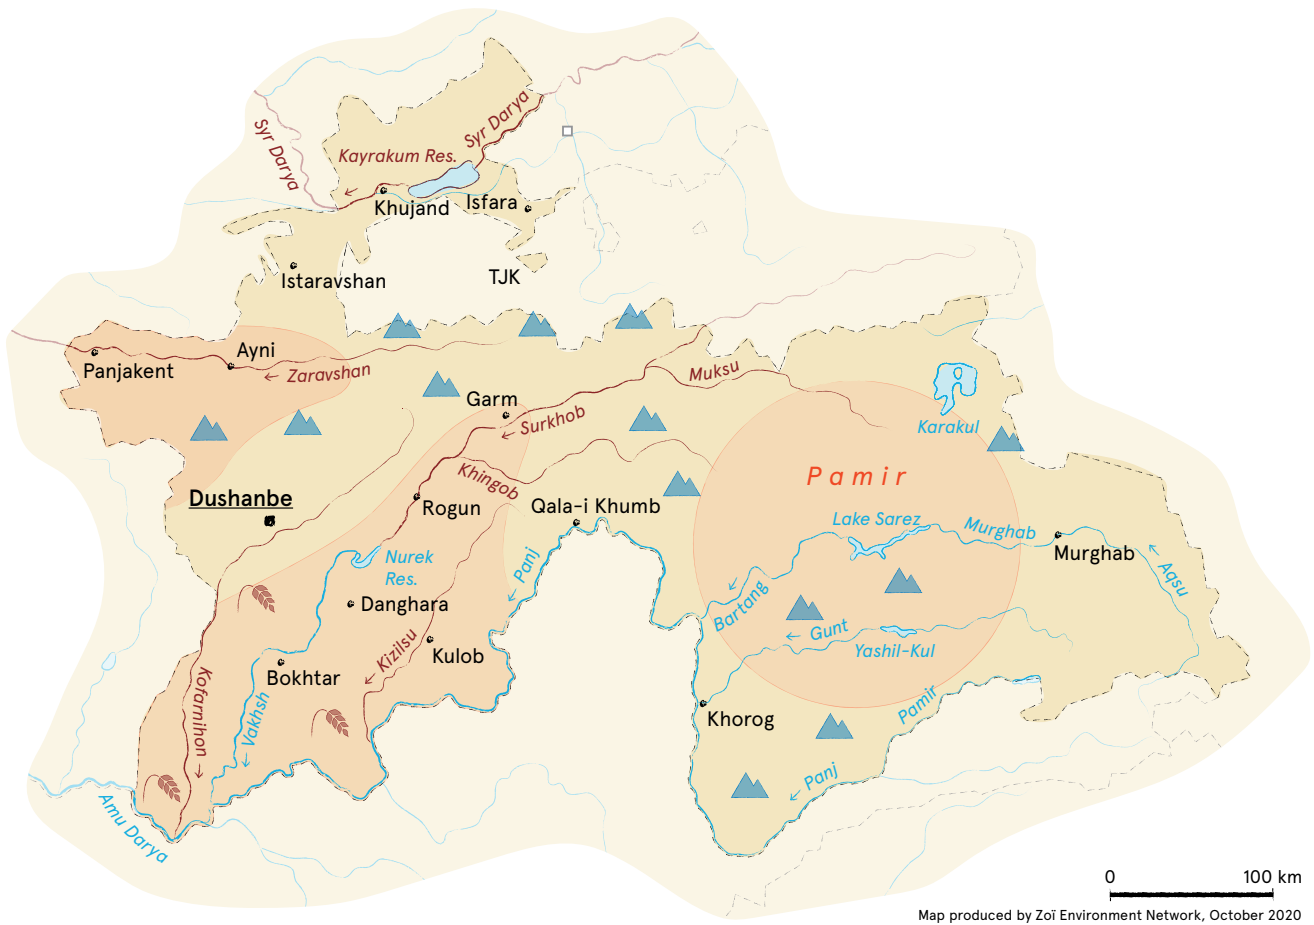 Syr Darya
Syr Darya
Kayrakum Res.
Khujand
Isfara
Istaravshan
TJK
Ayni
Panjakent
Zaravshan
Garm
Surkhob
Muksu
Karakul
Pamir
Khingob
Dushanbe
Rogun
Qala-i Khumb
Lake Sarez
Murghab
Murghab
Aqsu
Nurek
Res.
Panj
Danghara
Bartang
Gunt
Yashil-Kul
Kizilsu
Kulob
Bokhtar
Kofarnihon
Vakhsh
Khorog
Pamir
Panj
Amu Darya
0 100 km
Map produced by Zoï Environment Network, October 2020